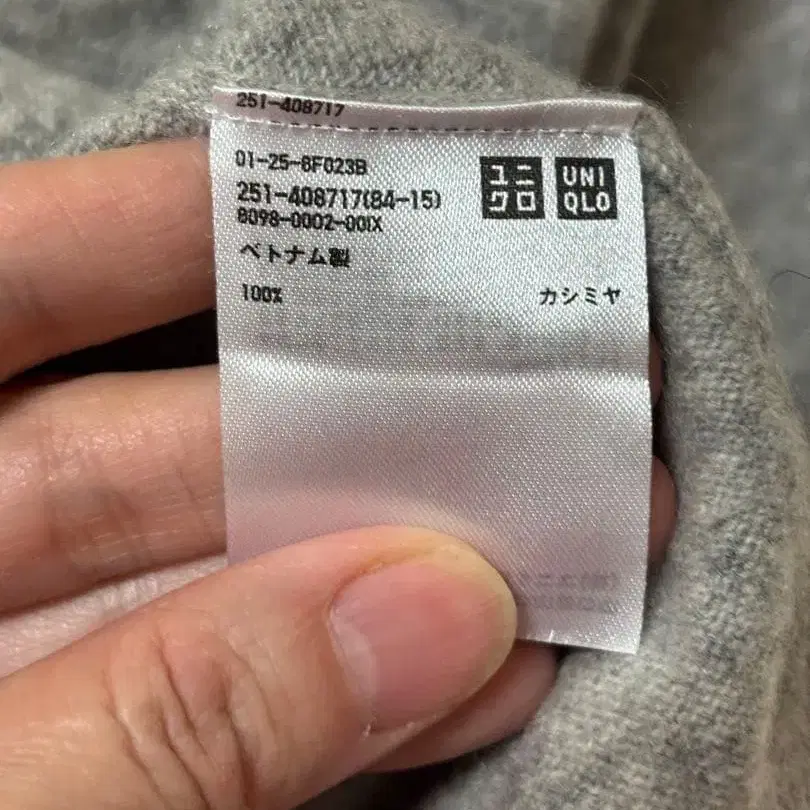 251-408717
01-25-8F023B
251-408717(84-15)
8098-0002-00IX
ユニ
クロ
UNI
QLO
ベトナム製
100% カシミヤ